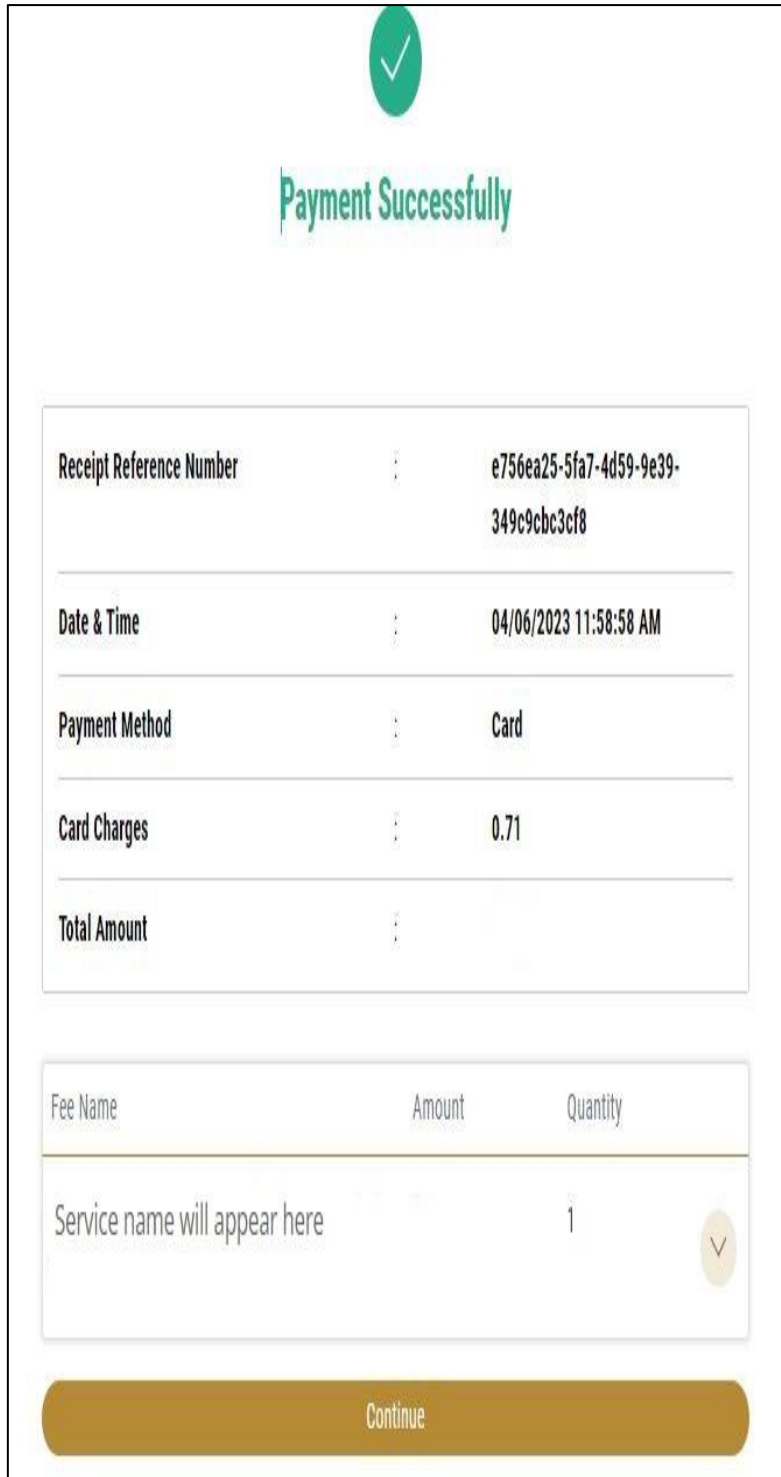 Payment Successfully
Receipt Reference Number : e756ea25-5fa7-4d59-9e39-
349c9cbc3cf8
Date & Time : 04/06/2023 11:58:58 AM
Payment Method : Card
Card Charges : 0.71
Total Amount :
Fee Name Amount Quantity
Service name will appear here 1
Continue